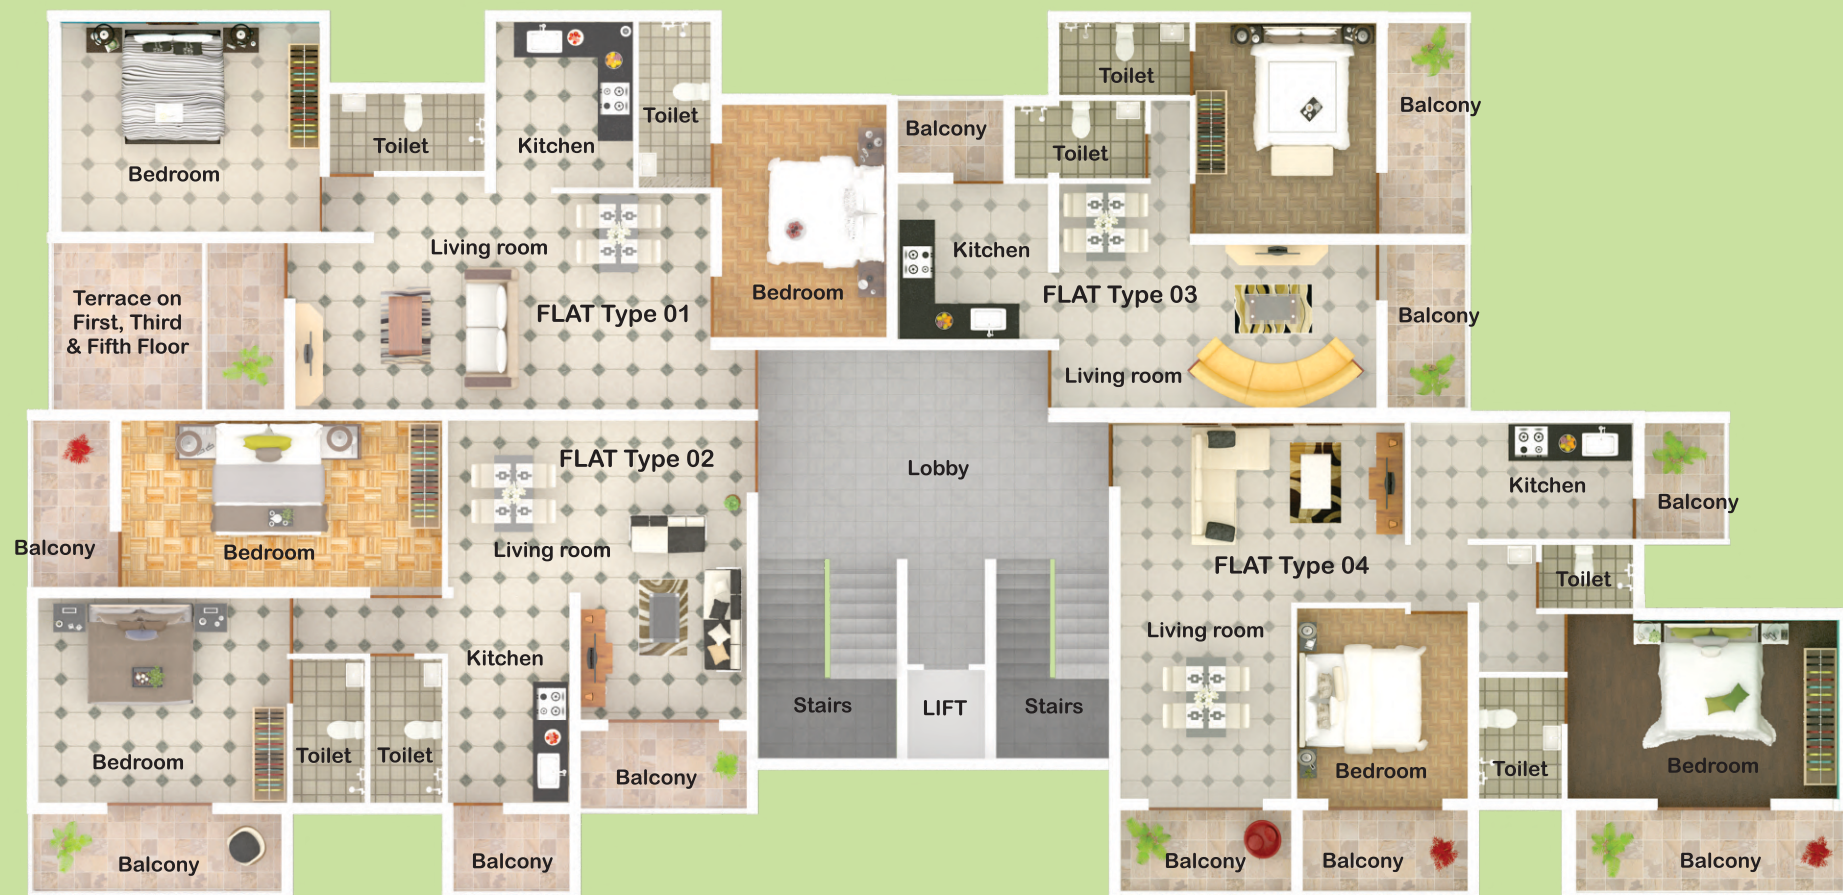 Bedroom
Toilet
Kitchen
Toilet
Living room
Terrace on
First, Third
& Fifth Floor
FLAT Type 01
Bedroom
Balcony
Toilet
Toilet
Balcony
Kitchen
FLAT Type 03
Living room
Balcony
FLAT Type 02
Balcony
Bedroom
Living room
Bedroom
Toilet
Toilet
Kitchen
Balcony
Balcony
Balcony
Lobby
Stairs
LIFT
Stairs
Kitchen
Balcony
FLAT Type 04
Toilet
Living room
Bedroom
Toilet
Bedroom
Balcony
Balcony
Balcony